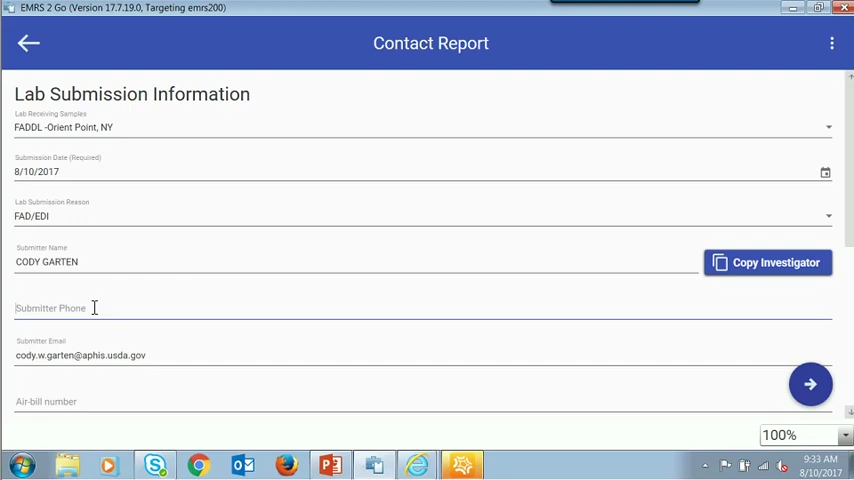 EMRS 2 Go (Version 17.7.19.0, Targeting emrs200)
Contact Report
Lab Submission Information
Lab Receiving Samples
FADDL -Orient Point, NY
Submission Date (Required)
8/10/2017
Lab Submission Reason
FAD/EDI
Submitter Name
CODY GARTEN
Copy Investigator
Submitter Phone
Submitter Email
cody.w.garten@aphis.usda.gov
Air-bill number
100%
9:33 AM
8/10/2017